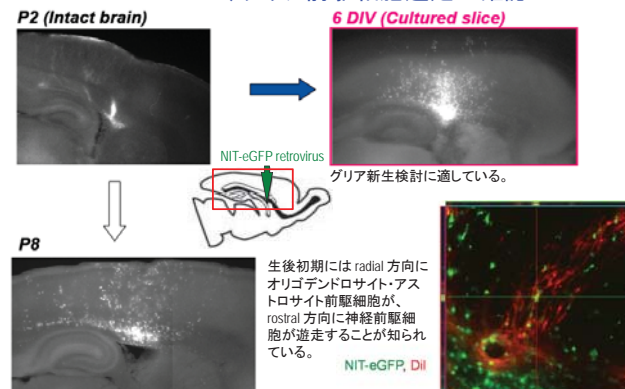 P2 (Intact brain)
6 DIV (Cultured slice)
NIT-eGFP retrovirus
グリア新生検討に適している。
P8
生後初期には radial 方向に
オリゴデンドロサイト・アス
トロサイト前駆細胞が、
rostral 方向に神経前駆細
胞が遊走することが知られ
ている。
NIT-eGFP, DiI